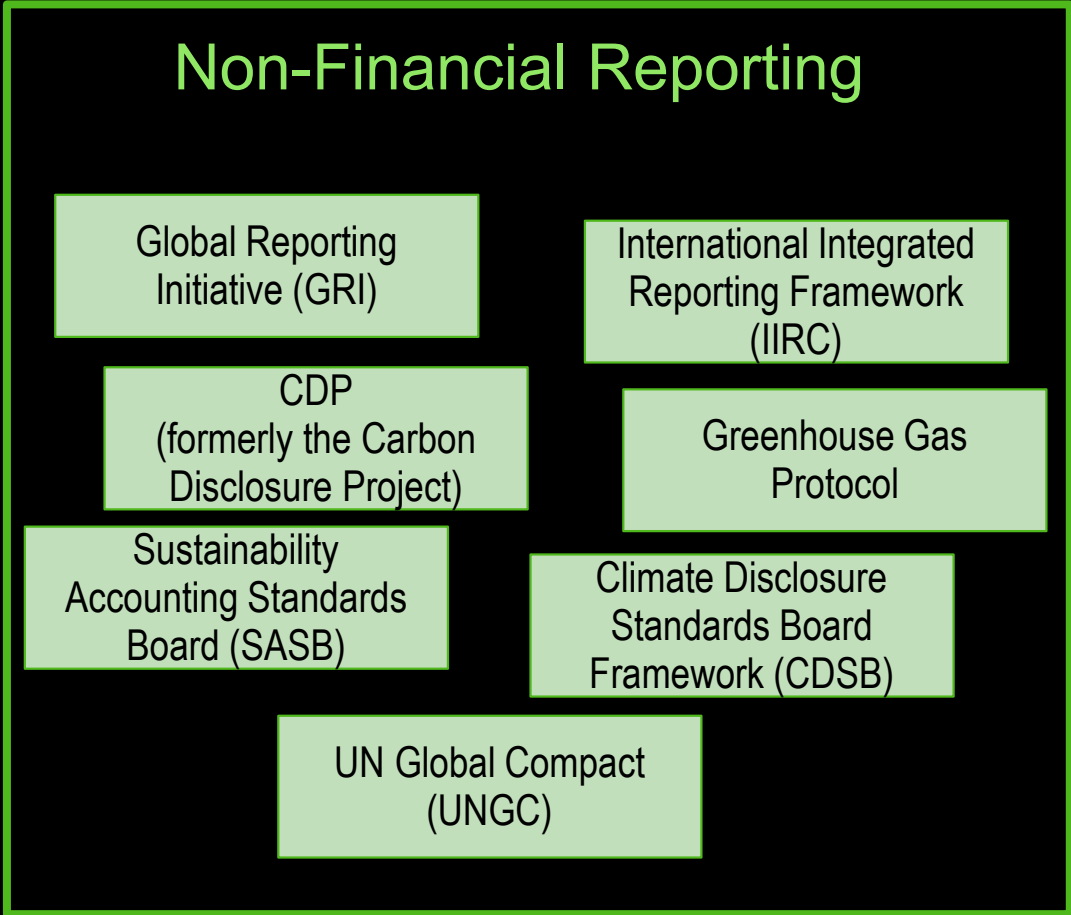 Non-Financial Reporting
Global Reporting
Initiative (GRI)
International Integrated
Reporting Framework
(IIRC)
CDP
(formerly the Carbon
Disclosure Project)
Greenhouse Gas
Protocol
Sustainability
Accounting Standards
Board (SASB)
Climate Disclosure
Standards Board
Framework (CDSB)
UN Global Compact
(UNGC)